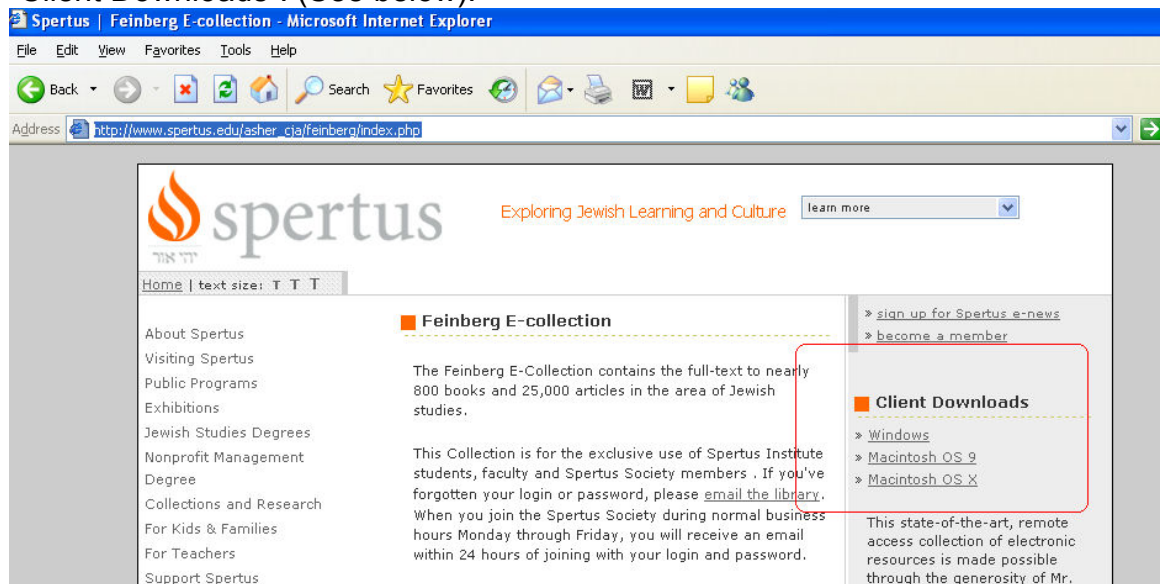 Client Downloads". (See below).
Spertus | Feinberg E-collection - Microsoft Internet Explorer
File Edit View Favorites Tools Help
Back Search Favorites
Address http://www.spertus.edu/asher_cja/feinberg/index.php
spertus
יהי אור
Exploring Jewish Learning and Culture
learn more
Home | text size: T T T
About Spertus
Visiting Spertus
Public Programs
Exhibitions
Jewish Studies Degrees
Nonprofit Management
Degree
Collections and Research
For Kids & Families
For Teachers
Support Spertus
Feinberg E-collection
The Feinberg E-Collection contains the full-text to nearly
800 books and 25,000 articles in the area of Jewish
studies.
This Collection is for the exclusive use of Spertus Institute
students, faculty and Spertus Society members . If you've
forgotten your login or password, please email the library.
When you join the Spertus Society during normal business
hours Monday through Friday, you will receive an email
within 24 hours of joining with your login and password.
» sign up for Spertus e-news
» become a member
Client Downloads
» Windows
» Macintosh OS 9
» Macintosh OS X
This state-of-the-art, remote
access collection of electronic
resources is made possible
through the generosity of Mr.